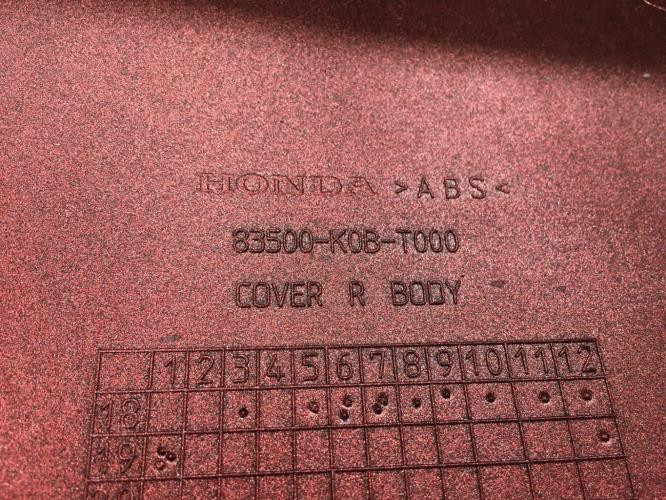 HONDA >ABS<
83500-K0B-T000
COVER R BODY
1 2 3 4 5 6 7 8 9 10 11 12
18
19